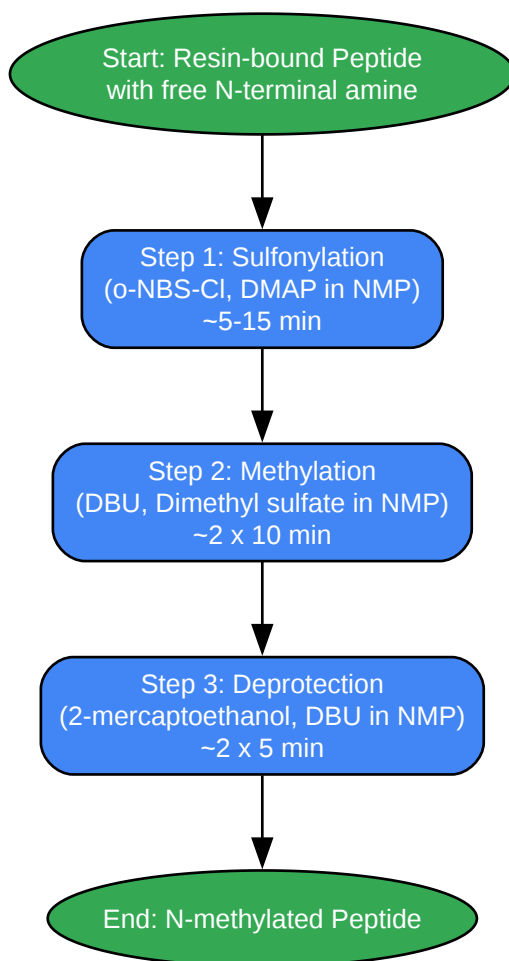 Start: Resin-bound Peptide
with free N-terminal amine
Step 1: Sulfonylation
(o-NBS-Cl, DMAP in NMP)
~5-15 min
Step 2: Methylation
(DBU, Dimethyl sulfate in NMP)
~2 x 10 min
Step 3: Deprotection
(2-mercaptoethanol, DBU in NMP)
~2 x 5 min
End: N-methylated Peptide